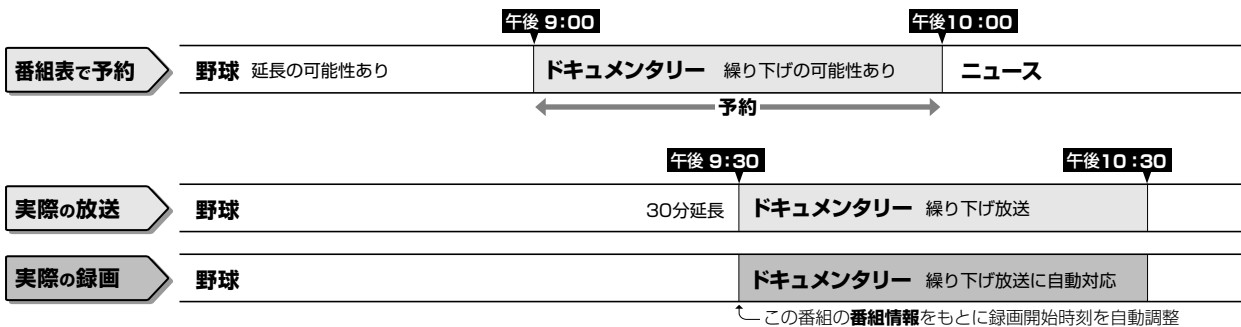 午後 9:00 午後10:00
番組表で予約 野球 延長の可能性あり ドキュメンタリー 繰り下げの可能性あり ニュース
予約
午後 9:30 午後10:30
実際の放送 野球 30分延長 ドキュメンタリー 繰り下げ放送
実際の録画 野球 ドキュメンタリー 繰り下げ放送に自動対応
この番組の番組情報をもとに録画開始時刻を自動調整